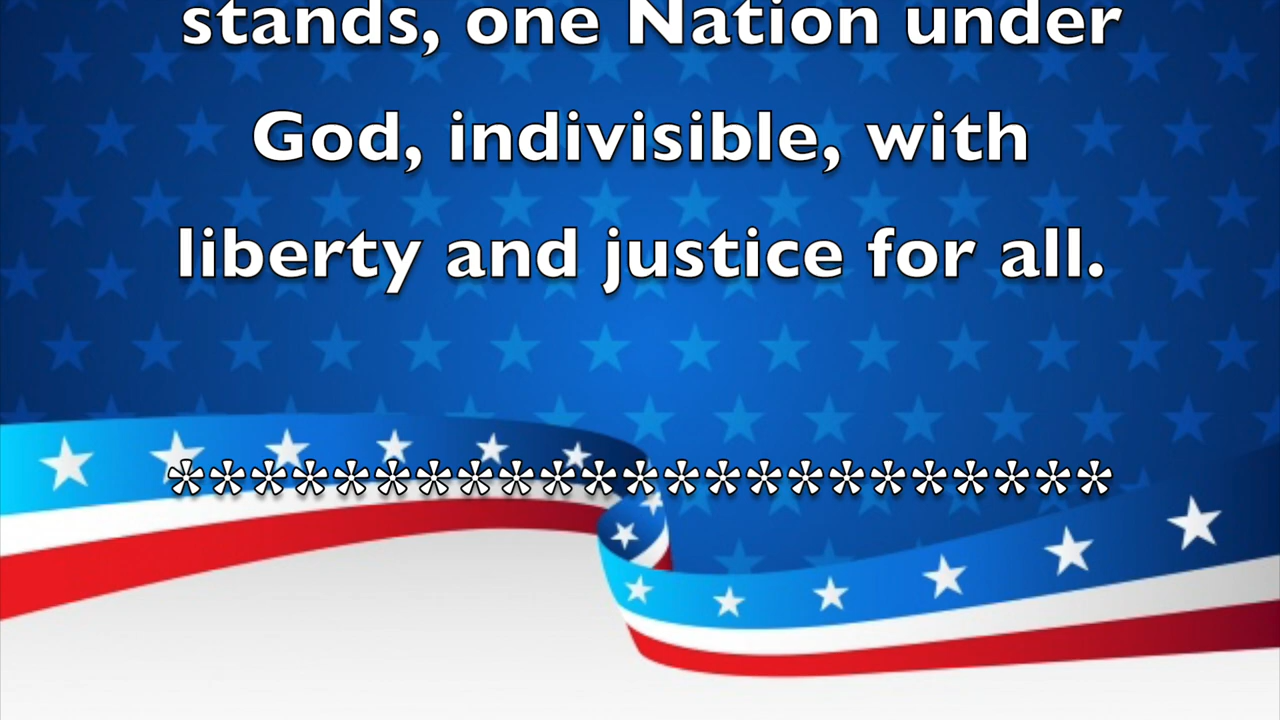 stands, one Nation under
God, indivisible, with
liberty and justice for all.
***********************